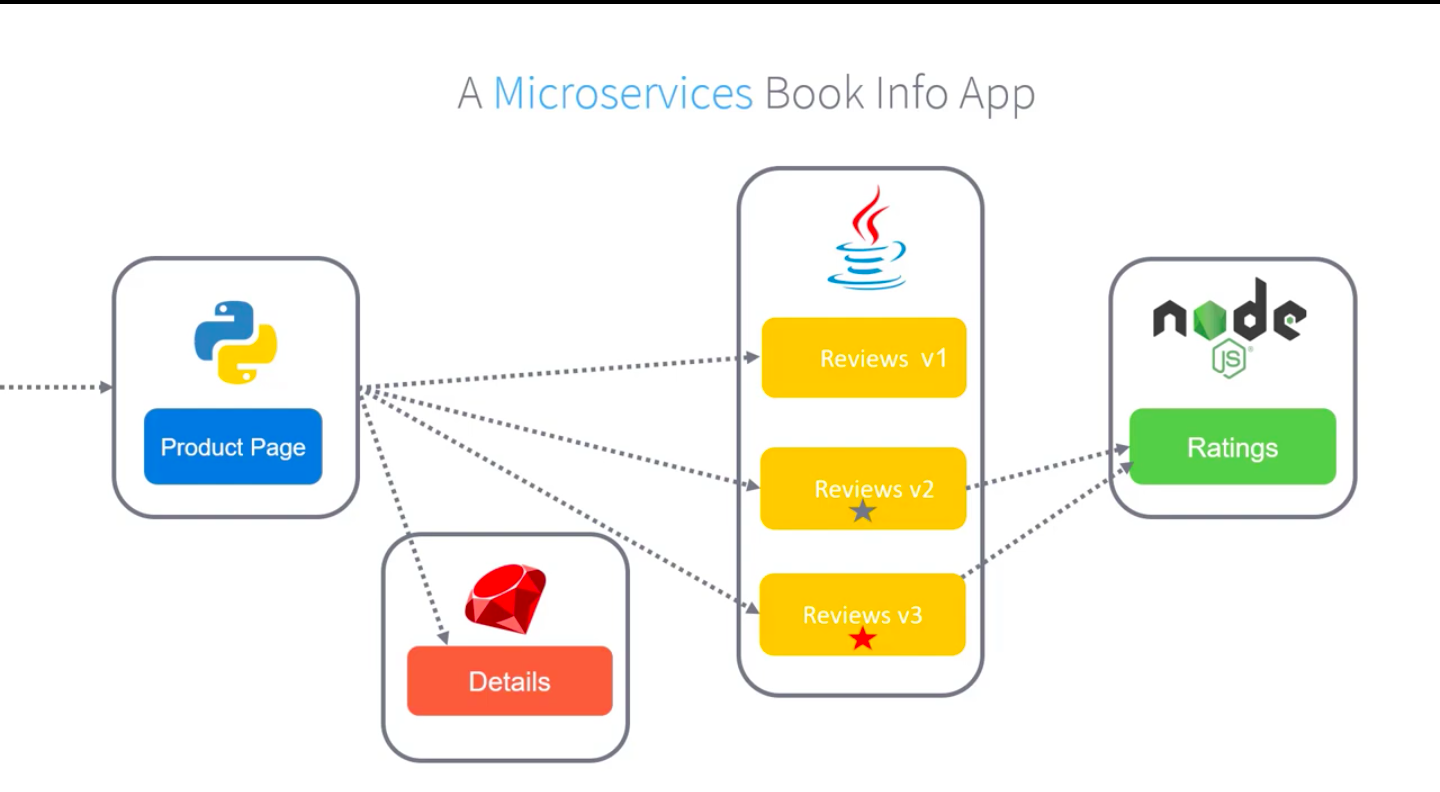 A Microservices Book Info App
Product Page
Details
Reviews v1
Reviews v2
Reviews v3
node
JS
Ratings